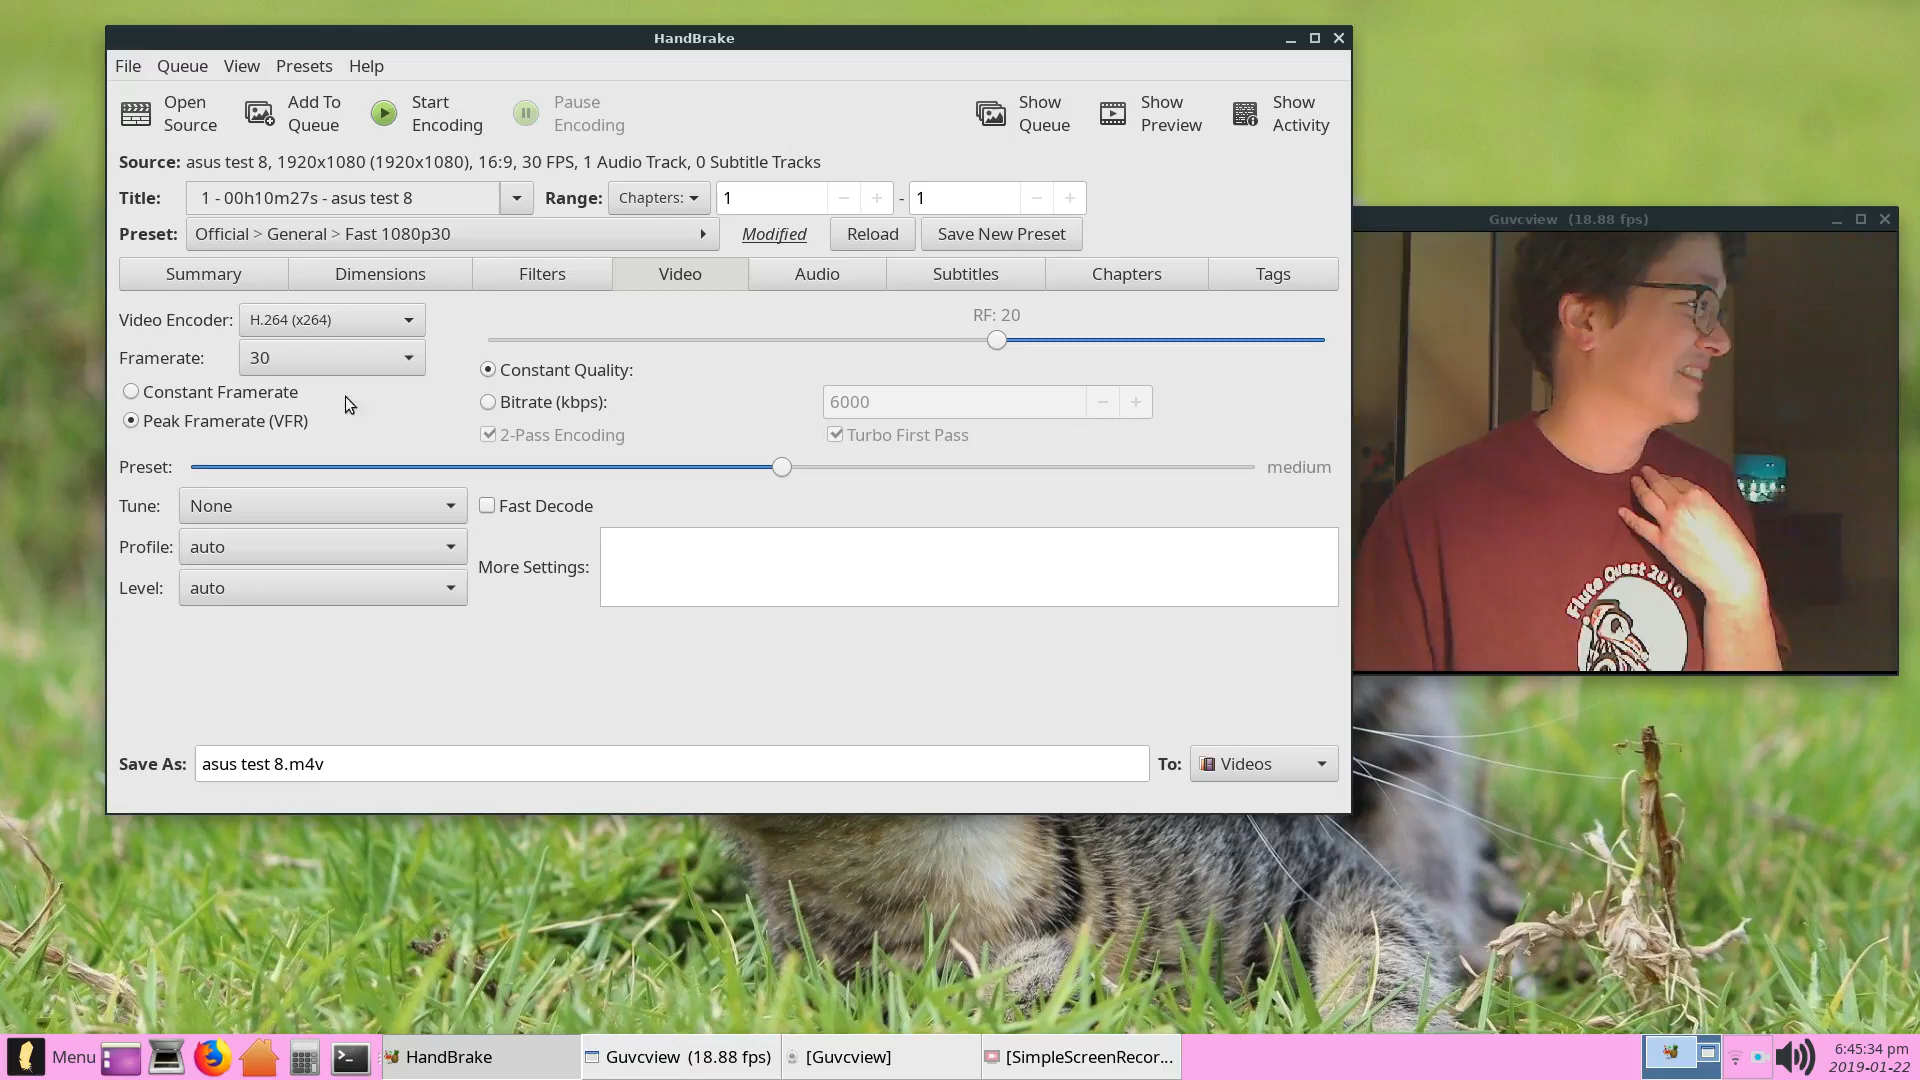 HandBrake
File Queue View Presets Help
Open Source
Add To Queue
Start Encoding
Pause Encoding
Show Queue
Show Preview
Show Activity
Source: asus test 8, 1920x1080 (1920x1080), 16:9, 30 FPS, 1 Audio Track, 0 Subtitle Tracks
Title: 1 - 00h10m27s - asus test 8 Range: Chapters: 1 - 1
Preset: Official > General > Fast 1080p30 Modified Reload Save New Preset
Summary Dimensions Filters Video Audio Subtitles Chapters Tags
Video Encoder: H.264 (x264)
RF: 20
Framerate: 30
Constant Quality:
Constant Framerate
Bitrate (kbps): 6000
Peak Framerate (VFR)
2-Pass Encoding Turbo First Pass
Preset: medium
Tune: None Fast Decode
Profile: auto
More Settings:
Level: auto
Save As: asus test 8.m4v To: Videos
Guvcview (18.88 fps)
Flute Quest 2010
Menu HandBrake Guvcview (18.88 fps) [Guvcview] [SimpleScreenRecor...
6:45:34 pm
2019-01-22